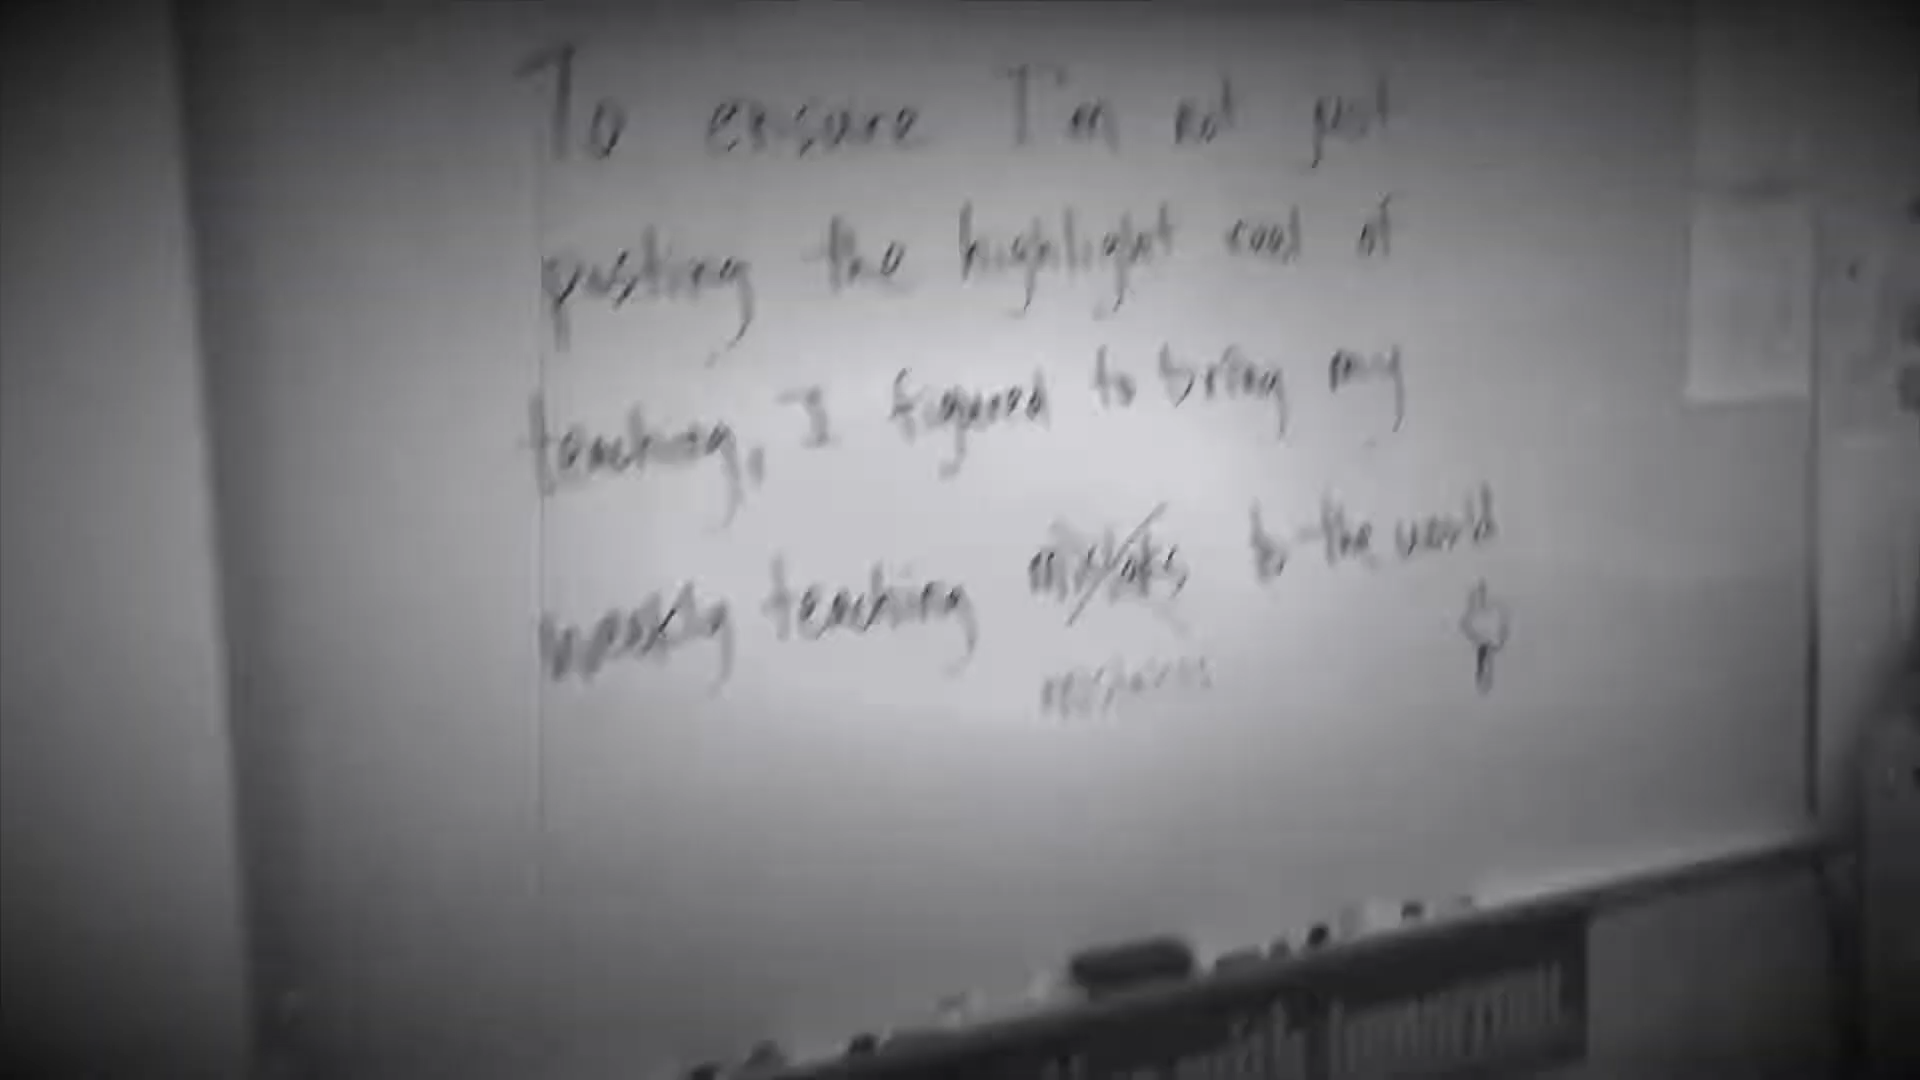 To ensure I'm not just
posting the highlight reel of
teaching, I figured to bring my
weekly teaching mistakes to the world